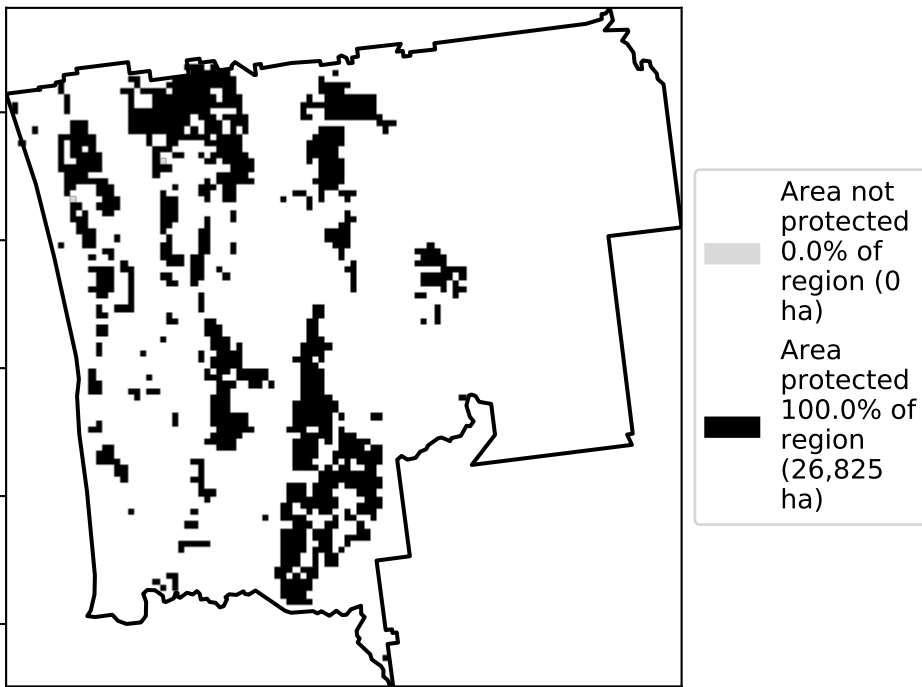 Area not
protected
0.0% of
region (0
ha)
Area
protected
100.0% of
region
(26,825
ha)